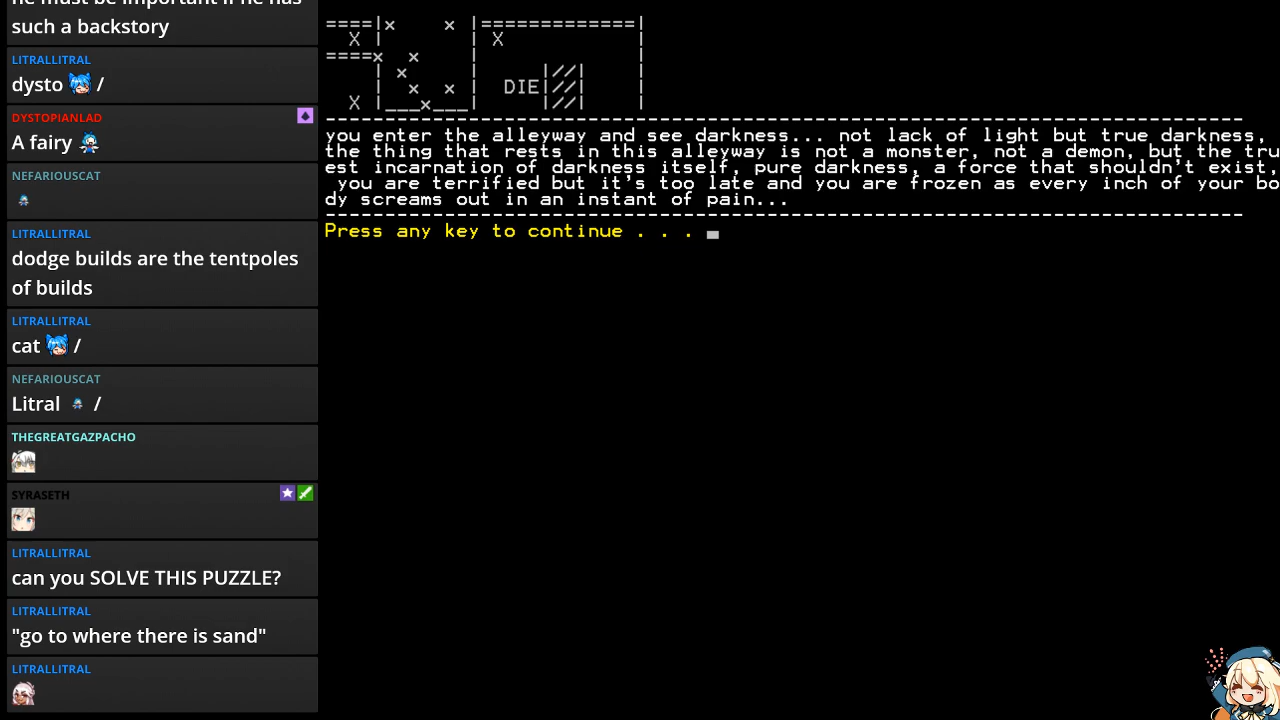 he must be important if he has
such a backstory
LITRALLITRAL
dysto /
DYSTOPIANLAD
A fairy
NEFARIOUSCAT
LITRALLITRAL
dodge builds are the tentpoles
of builds
LITRALLITRAL
cat /
NEFARIOUSCAT
Litral /
THEGREATGAZPACHO
SYRASETH
LITRALLITRAL
can you SOLVE THIS PUZZLE?
LITRALLITRAL
"go to where there is sand"
LITRALLITRAL
====|× × |=============|
X | | X |
====× × | |
| × | |//| |
| × × | DIE|//| |
X |___×___| |//| |
you enter the alleyway and see darkness... not lack of light but true darkness,
the thing that rests in this alleyway is not a monster, not a demon, but the tru
est incarnation of darkness itself, pure darkness, a force that shouldn't exist,
you are terrified but it's too late and you are frozen as every inch of your bo
dy screams out in an instant of pain...
Press any key to continue . . .